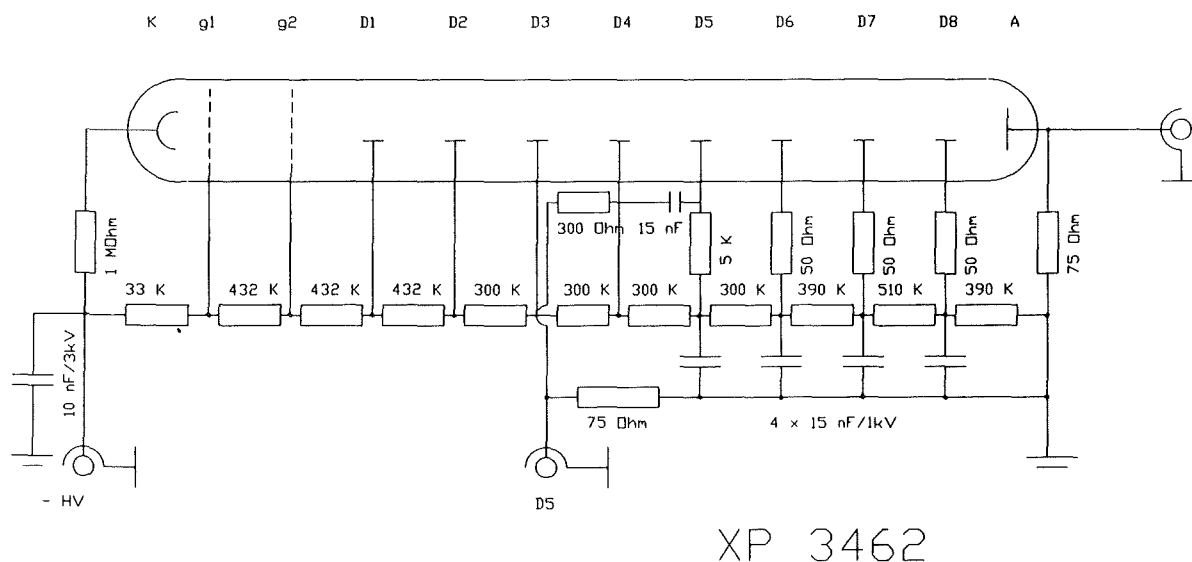 K g1 g2 D1 D2 D3 D4 D5 D6 D7 D8 A
300 Ohm 15 nF
1 MOhm
5 K
50 Ohm
50 Ohm
50 Ohm
75 Ohm
33 K 432 K 432 K 432 K 300 K 300 K 300 K 300 K 390 K 510 K 390 K
10 nF/3kV
75 Ohm
4 x 15 nF/1kV
- HV
D5
XP 3462